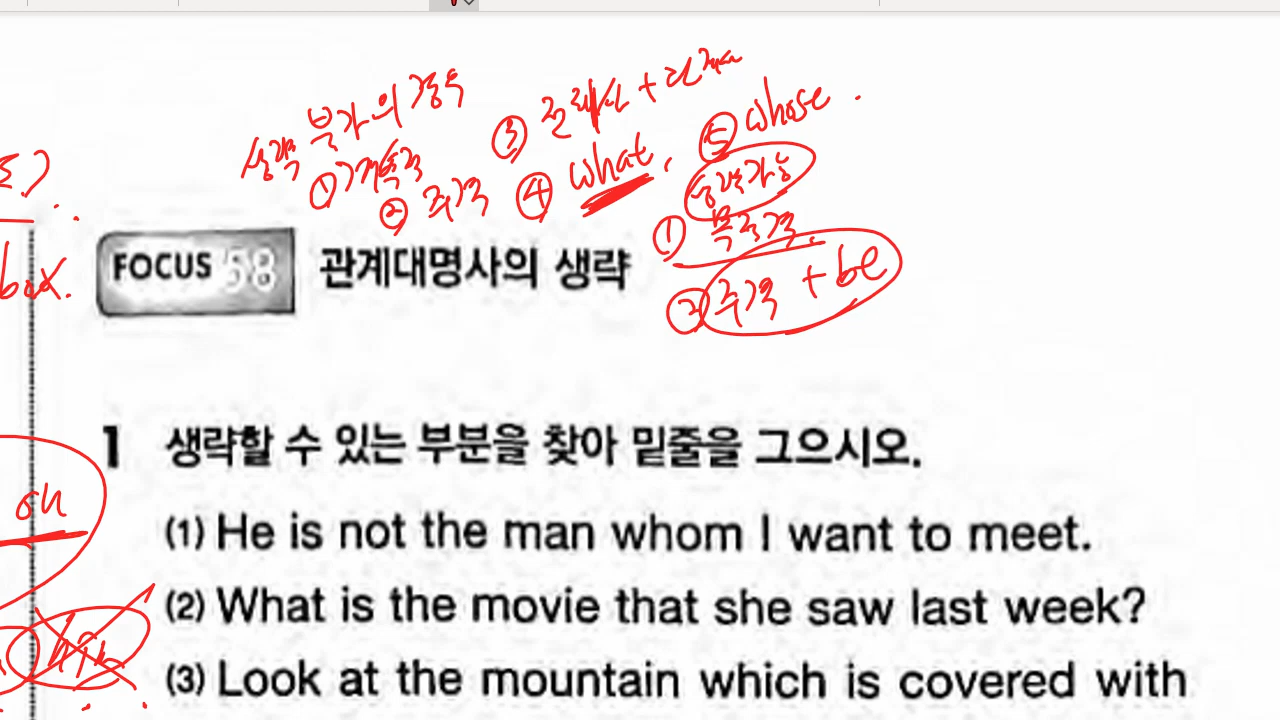 생략 불가의 경우
① 계속적
② 주격
③ 전치사 + 관계대
④ what,
⑤ whose.
생략가능
① 목적격.
② 주격 + be
box.
FOCUS 58 관계대명사의 생략
1 생략할 수 있는 부분을 찾아 밑줄을 그으시오.
on
(1) He is not the man whom I want to meet.
(2) What is the movie that she saw last week?
him
(3) Look at the mountain which is covered with